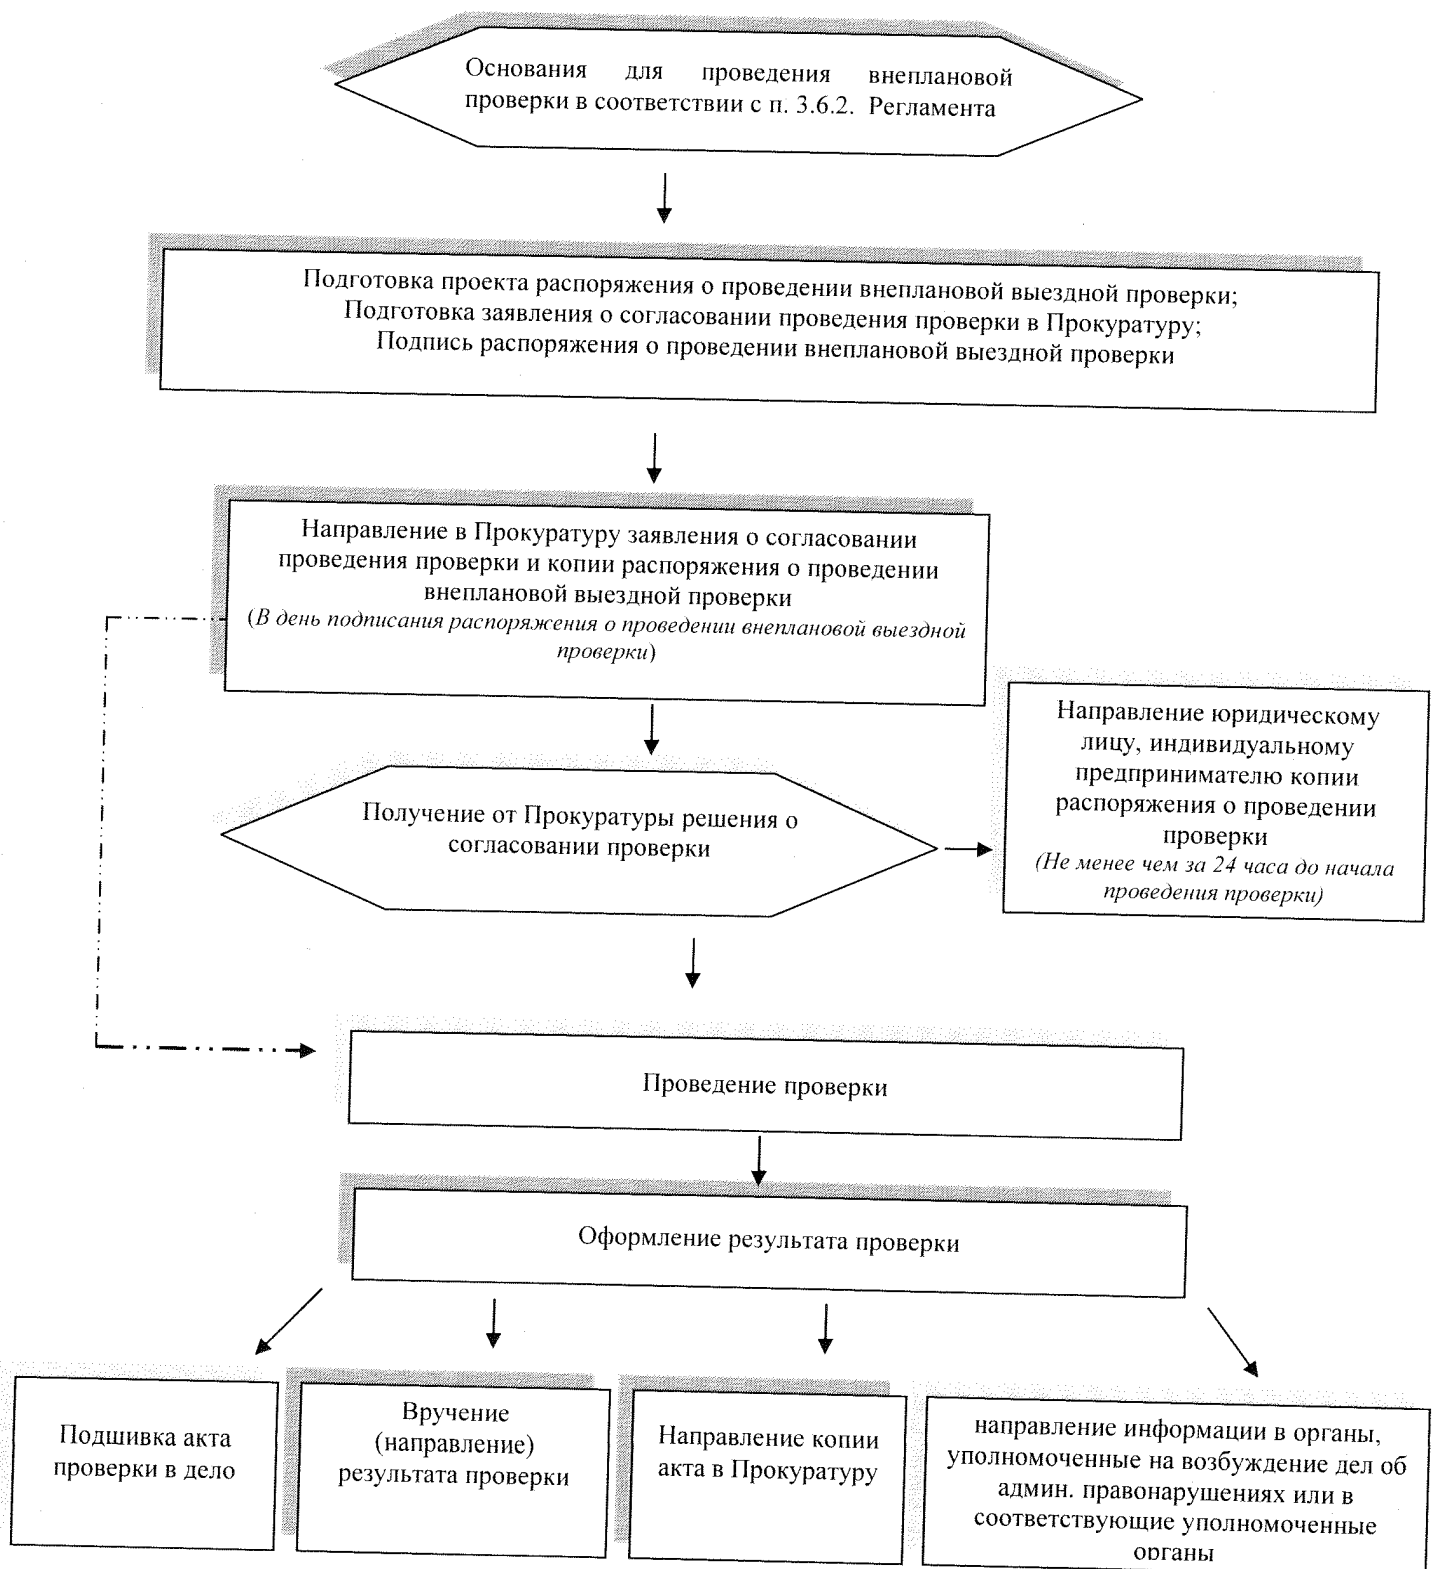 Основания для проведения внеплановой
проверки в соответствии с п. 3.6.2. Регламента
Подготовка проекта распоряжения о проведении внеплановой выездной проверки;
Подготовка заявления о согласовании проведения проверки в Прокуратуру;
Подпись распоряжения о проведении внеплановой выездной проверки
Направление в Прокуратуру заявления о согласовании
проведения проверки и копии распоряжения о проведении
внеплановой выездной проверки
(В день подписания распоряжения о проведении внеплановой выездной
проверки)
Направление юридическому
лицу, индивидуальному
предпринимателю копии
распоряжения о проведении
проверки
(Не менее чем за 24 часа до начала
проведения проверки)
Получение от Прокуратуры решения о
согласовании проверки
Проведение проверки
Оформление результата проверки
Подшивка акта
проверки в дело
Вручение
(направление)
результата проверки
Направление копии
акта в Прокуратуру
направление информации в органы,
уполномоченные на возбуждение дел об
админ. правонарушениях или в
соответствующие уполномоченные
органы